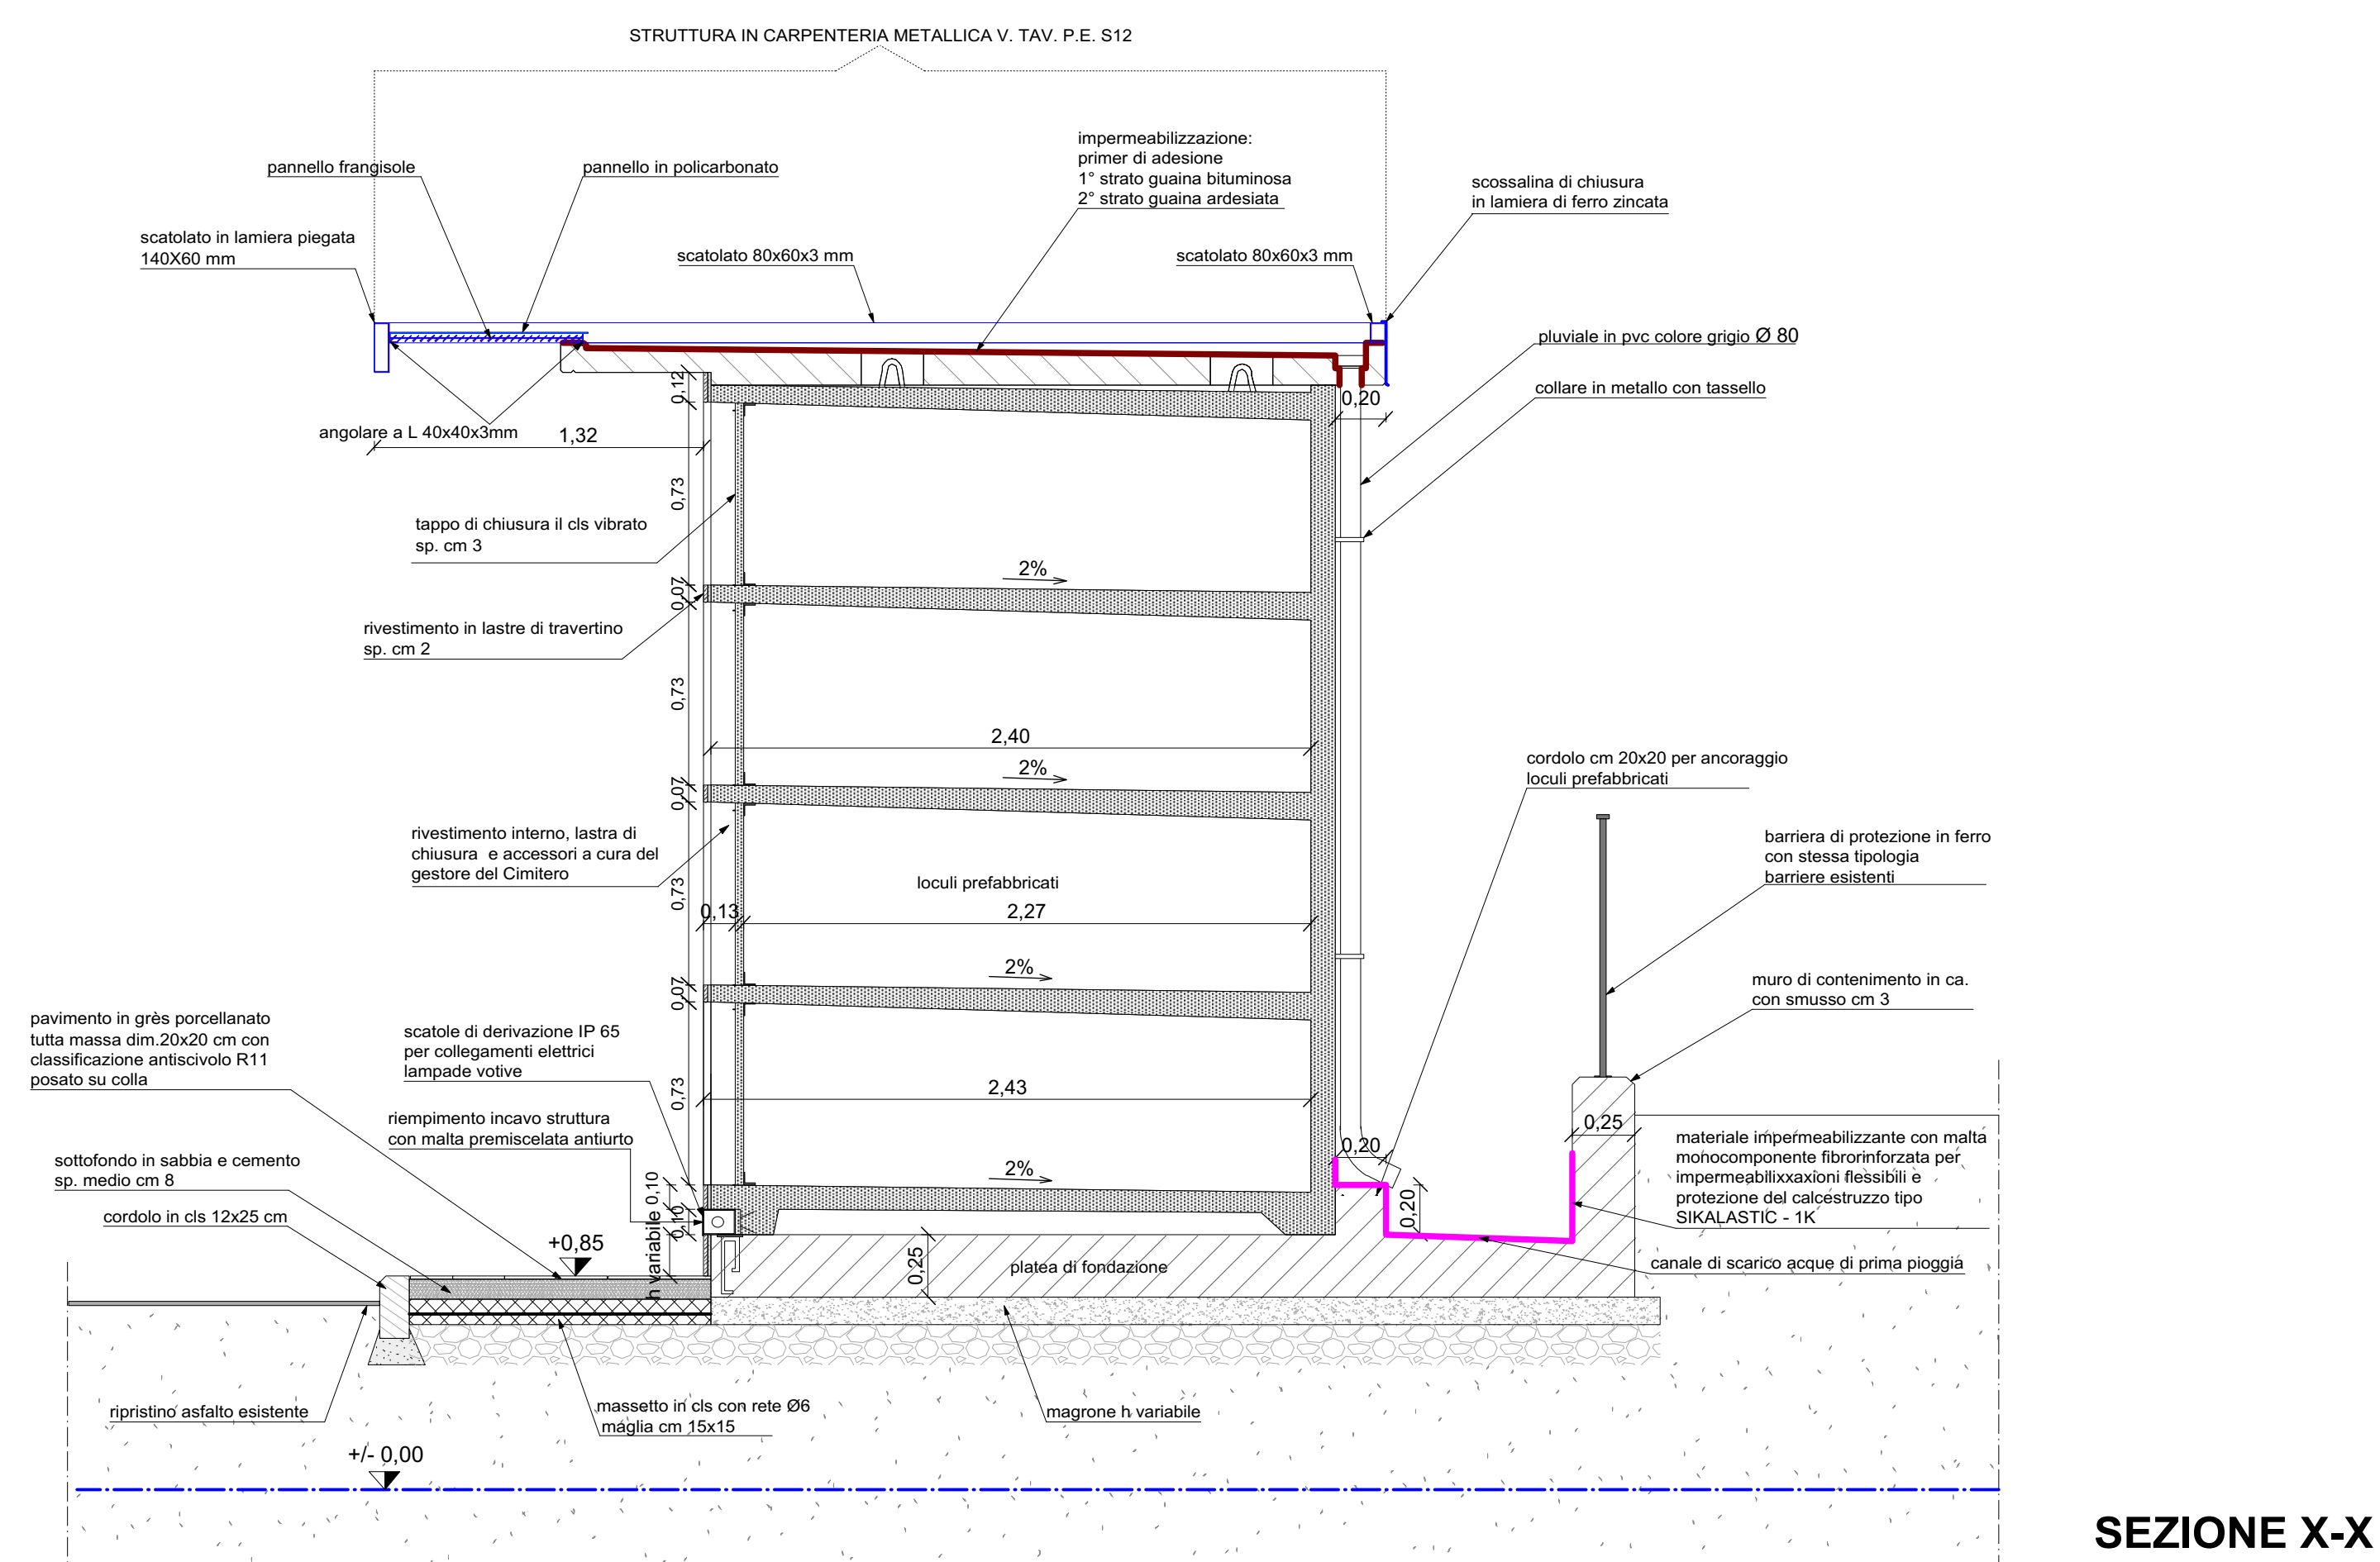 STRUTTURA IN CARPENTERIA METALLICA V. TAV. P.E. S12
impermeabilizzazione:
primer di adesione
1° strato guaina bituminosa
2° strato guaina ardesiata
pannello frangisole
pannello in policarbonato
scossalina di chiusura
in lamiera di ferro zincata
scatolato in lamiera piegata
140X60 mm
scatolato 80x60x3 mm
scatolato 80x60x3 mm
pluviale in pvc colore grigio Ø 80
collare in metallo con tassello
0,12
0,20
angolare a L 40x40x3mm
1,32
0,73
tappo di chiusura il cls vibrato
sp. cm 3
2%
0,07
rivestimento in lastre di travertino
sp. cm 2
0,73
2,40
2%
0,07
cordolo cm 20x20 per ancoraggio
loculi prefabbricati
rivestimento interno, lastra di
chiusura e accessori a cura del
gestore del Cimitero
barriera di protezione in ferro
con stessa tipologia
barriere esistenti
loculi prefabbricati
0,73
0,13
2,27
2%
0,07
muro di contenimento in ca.
con smusso cm 3
pavimento in grès porcellanato
tutta massa dim.20x20 cm con
classificazione antiscivolo R11
posato su colla
scatole di derivazione IP 65
per collegamenti elettrici
lampade votive
0,73
2,43
riempimento incavo struttura
con malta premiscelata antiurto
0,25
0,20
materiale impermeabilizzante con malta
monocomponente fibrorinforzata per
impermeabilixxaxioni flessibili e
protezione del calcestruzzo tipo
SIKALASTIC - 1K
sottofondo in sabbia e cemento
sp. medio cm 8
2%
0,10
0,10
h variabile
0,20
cordolo in cls 12x25 cm
+0,85
0,25
platea di fondazione
canale di scarico acque di prima pioggia
ripristino asfalto esistente
massetto in cls con rete Ø6
maglia cm 15x15
magrone h variabile
+/- 0,00
SEZIONE X-X